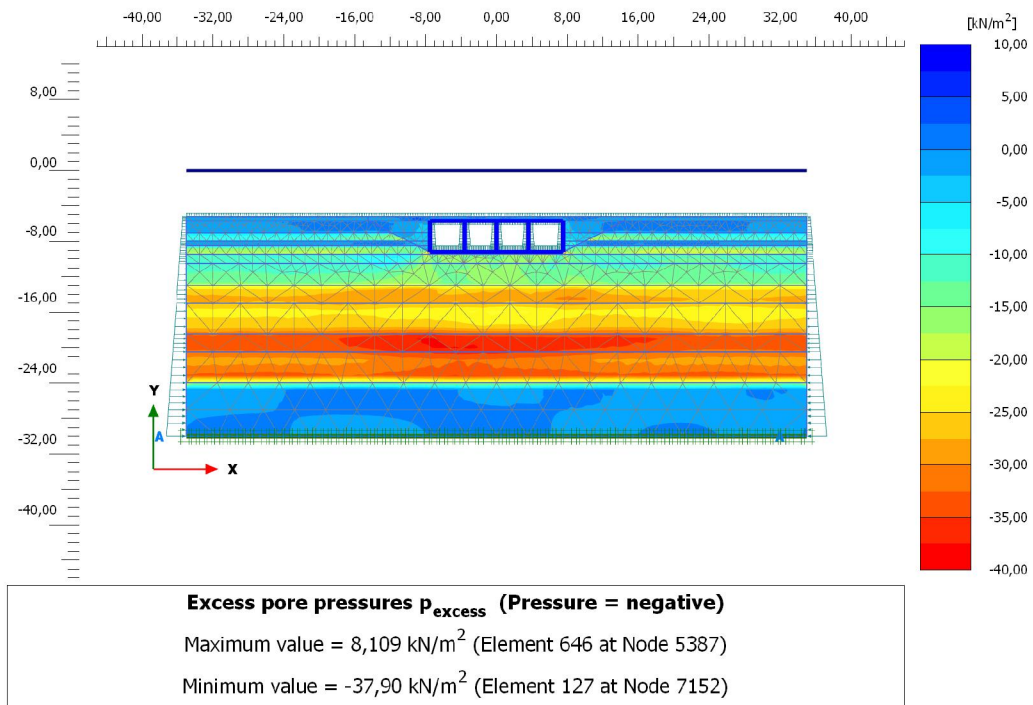 -40,00 -32,00 -24,00 -16,00 -8,00 0,00 8,00 16,00 24,00 32,00 40,00
[kN/m²]
10,00
5,00
0,00
-5,00
-10,00
-15,00
-20,00
-25,00
-30,00
-35,00
-40,00
8,00
0,00
-8,00
-16,00
-24,00
-32,00
-40,00
Y
X
A
A
Excess pore pressures p_excess (Pressure = negative)
Maximum value = 8,109 kN/m² (Element 646 at Node 5387)
Minimum value = -37,90 kN/m² (Element 127 at Node 7152)